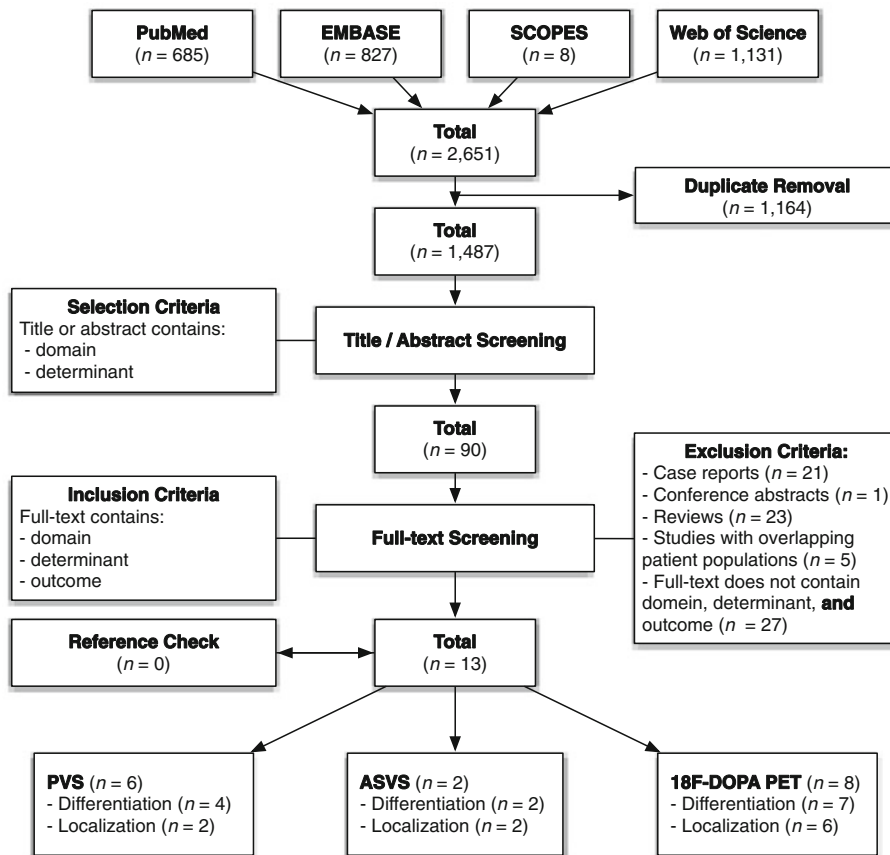 PubMed
(n = 685)
EMBASE
(n = 827)
SCOPES
(n = 8)
Web of Science
(n = 1,131)
Total
(n = 2,651)
Duplicate Removal
(n = 1,164)
Total
(n = 1,487)
Selection Criteria
Title or abstract contains:
- domain
- determinant
Title / Abstract Screening
Total
(n = 90)
Exclusion Criteria:
- Case reports (n = 21)
- Conference abstracts (n = 1)
- Reviews (n = 23)
- Studies with overlapping
patient populations (n = 5)
- Full-text does not contain
domein, determinant, and
outcome (n = 27)
Inclusion Criteria
Full-text contains:
- domain
- determinant
- outcome
Full-text Screening
Reference Check
(n = 0)
Total
(n = 13)
PVS (n = 6)
- Differentiation (n = 4)
- Localization (n = 2)
ASVS (n = 2)
- Differentiation (n = 2)
- Localization (n = 2)
18F-DOPA PET (n = 8)
- Differentiation (n = 7)
- Localization (n = 6)